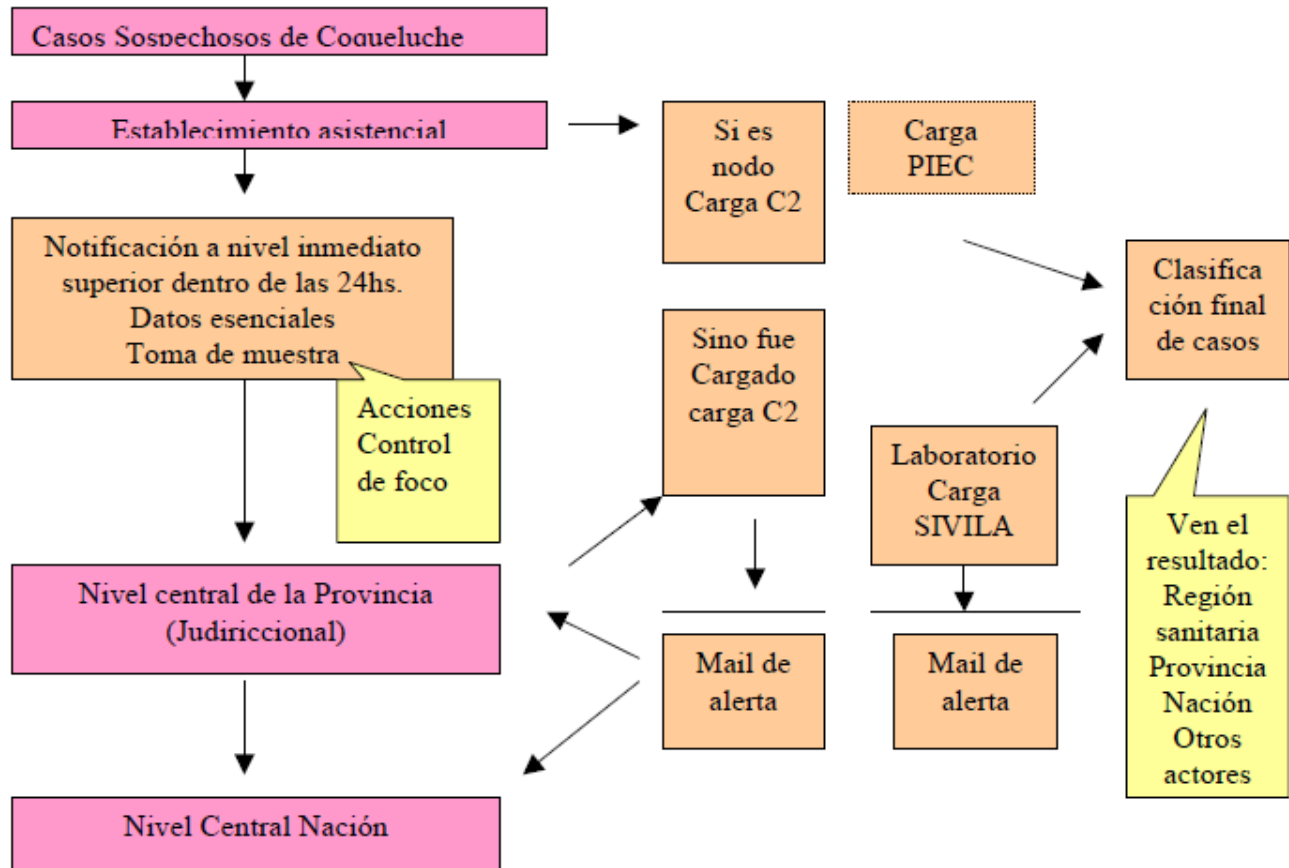 Casos Sospechosos de Coqueluche
Establecimiento asistencial
Si es
nodo
Carga C2
Carga
PIEC
Notificación a nivel inmediato
superior dentro de las 24hs.
Datos esenciales
Toma de muestra
Acciones
Control
de foco
Sino fue
Cargado
carga C2
Clasifica
ción final
de casos
Laboratorio
Carga
SIVILA
Nivel central de la Provincia
(Judiriccional)
Mail de
alerta
Mail de
alerta
Ven el
resultado:
Región
sanitaria
Provincia
Nación
Otros
actores
Nivel Central Nación